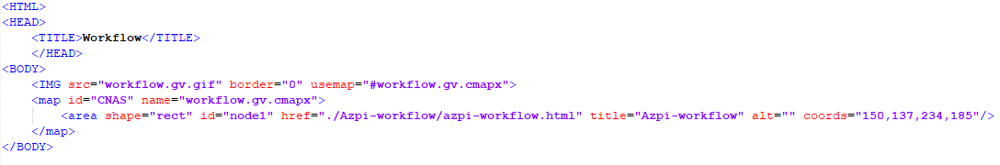 <HTML>
<HEAD>
<TITLE>Workflow</TITLE>
</HEAD>
<BODY>
<IMG src="workflow.gv.gif" border="0" usemap="#workflow.gv.cmapx">
<map id="CNAS" name="workflow.gv.cmapx">
<area shape="rect" id="node1" href="./Azpi-workflow/azpi-workflow.html" title="Azpi-workflow" alt="" coords="150,137,234,185"/>
</map>
</BODY>